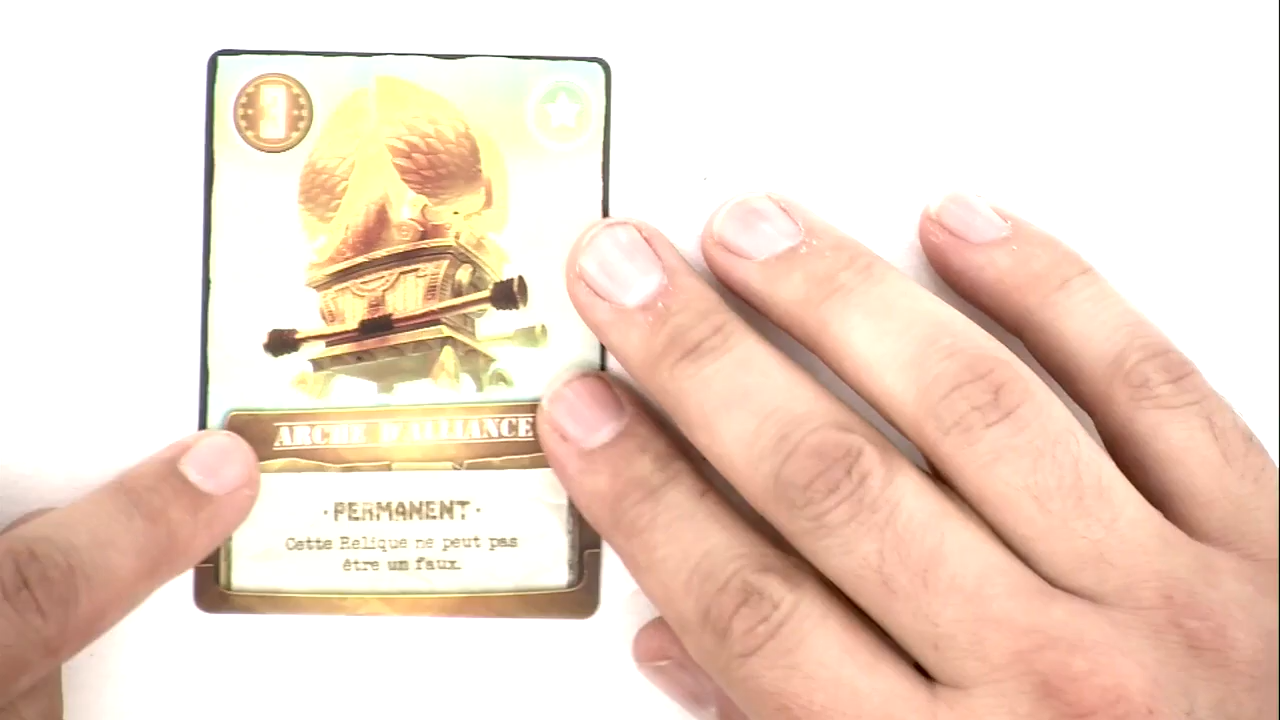 ARCHE D'ALLIANCE
·PERMANENT·
Cette Relique ne peut pas
être un faux.